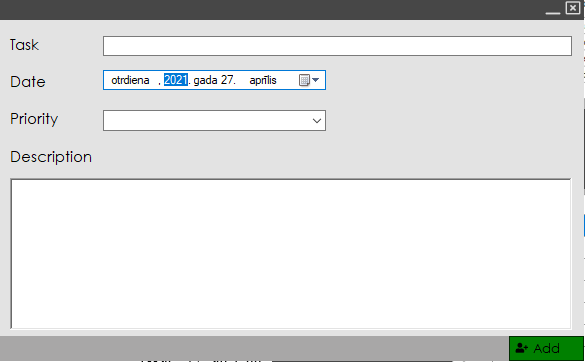 Task
Date
otrdiena , 2021. gada 27. aprīlis
Priority
Description
Add